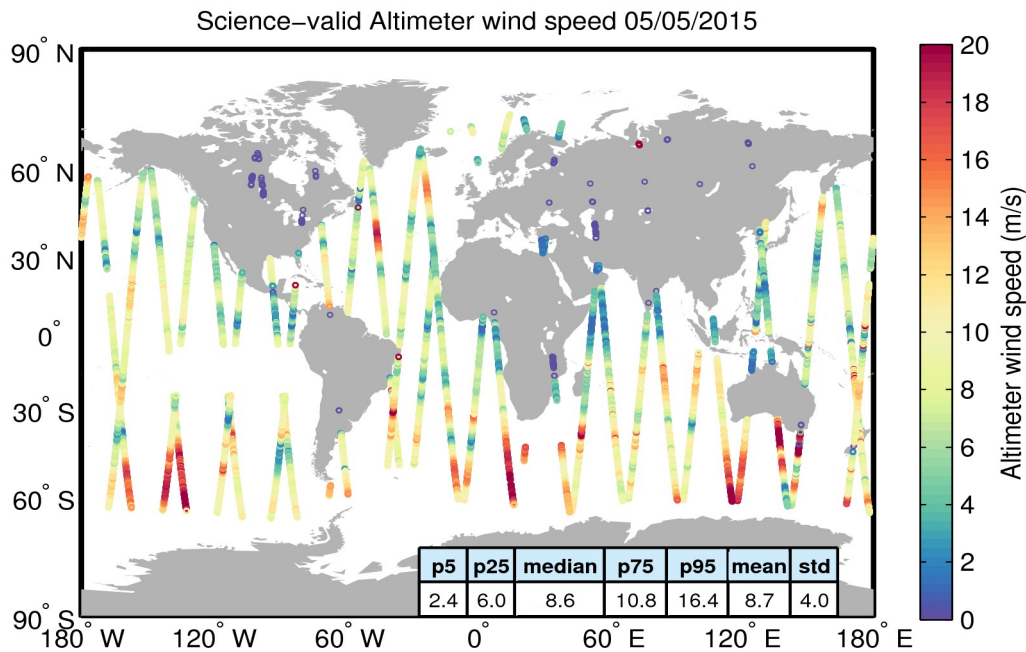 Science−valid Altimeter wind speed 05/05/2015
90° N
60° N
30° N
0°
30° S
60° S
90° S
180° W
120° W
60° W
0°
60° E
120° E
180° E
p5 p25 median p75 p95 mean std
2.4 6.0 8.6 10.8 16.4 8.7 4.0
20
18
16
14
12
10
8
6
4
2
0
Altimeter wind speed (m/s)